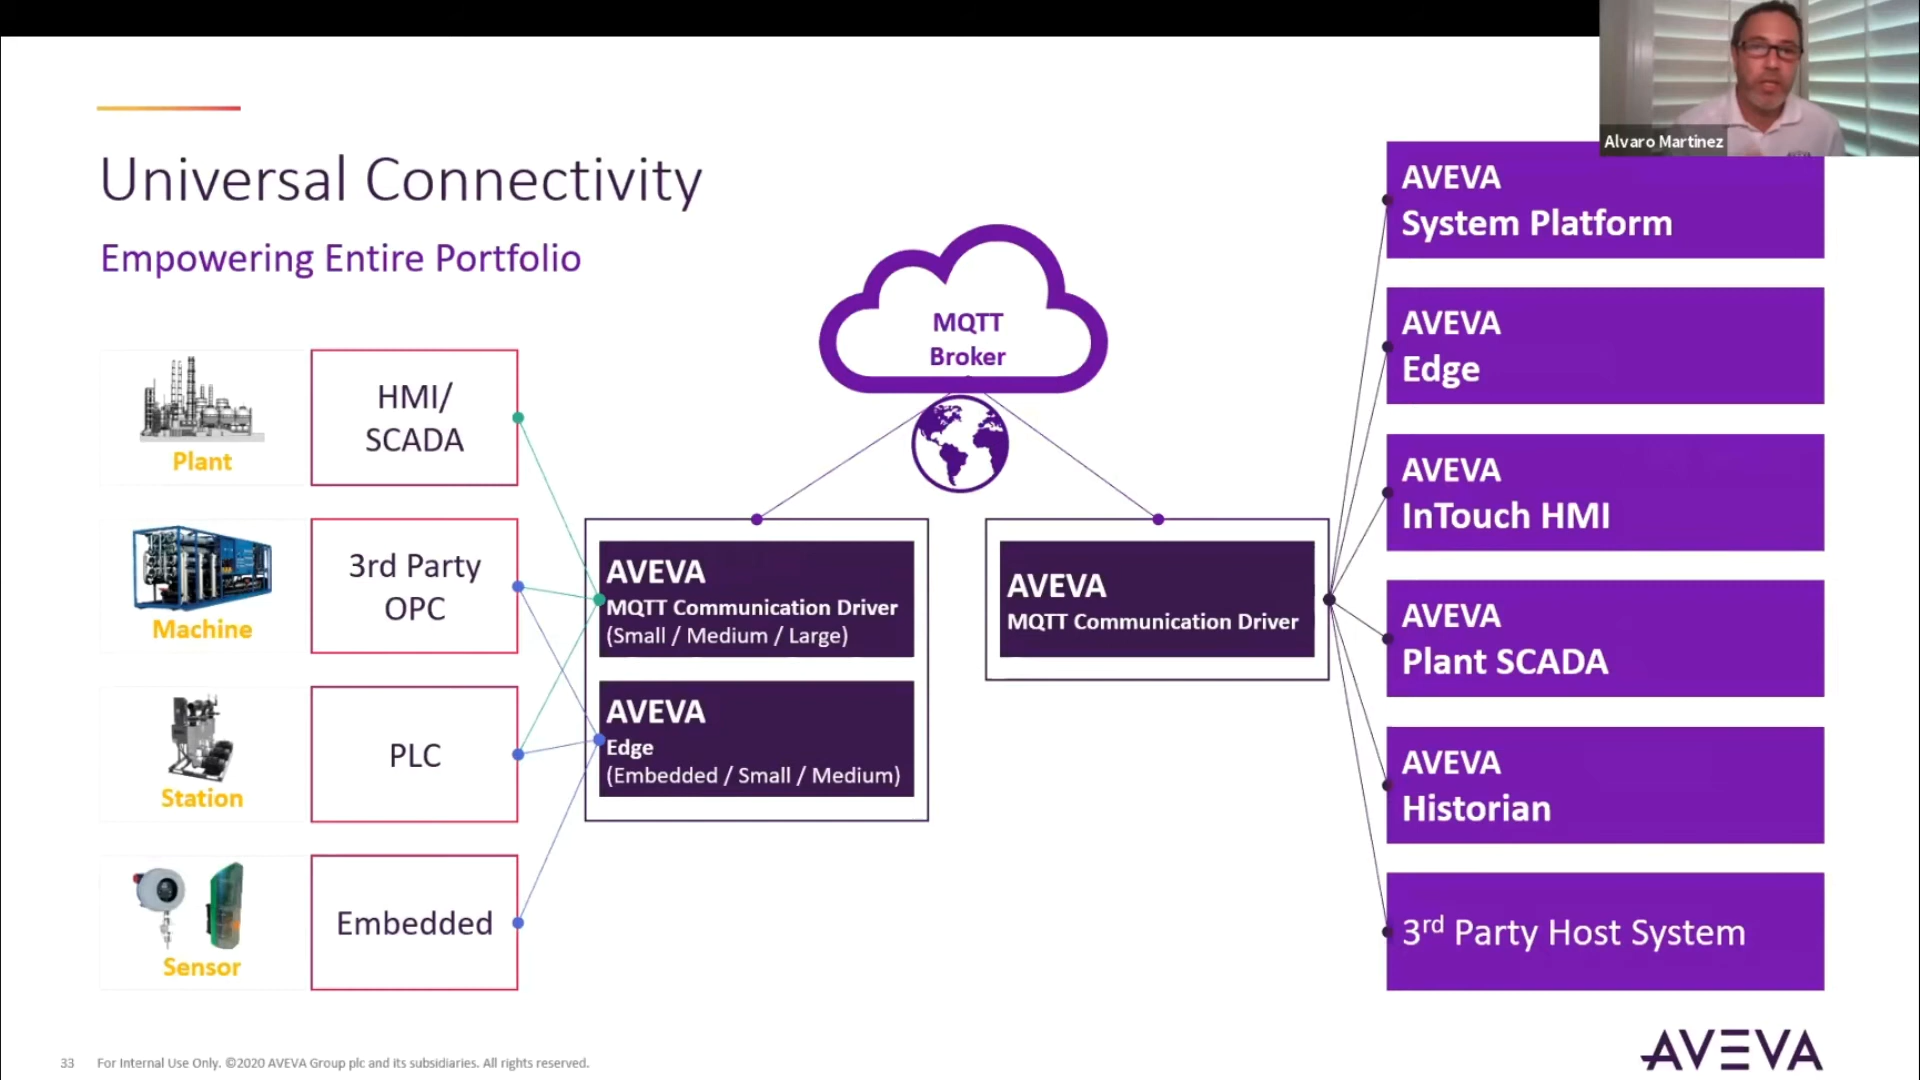 Alvaro Martinez
Universal Connectivity
Empowering Entire Portfolio
Plant
HMI/
SCADA
Machine
3rd Party
OPC
Station
PLC
Sensor
Embedded
MQTT
Broker
AVEVA
MQTT Communication Driver
(Small / Medium / Large)
AVEVA
Edge
(Embedded / Small / Medium)
AVEVA
MQTT Communication Driver
AVEVA
System Platform
AVEVA
Edge
AVEVA
InTouch HMI
AVEVA
Plant SCADA
AVEVA
Historian
3rd Party Host System
33 For Internal Use Only. ©2020 AVEVA Group plc and its subsidiaries. All rights reserved.
AVEVA